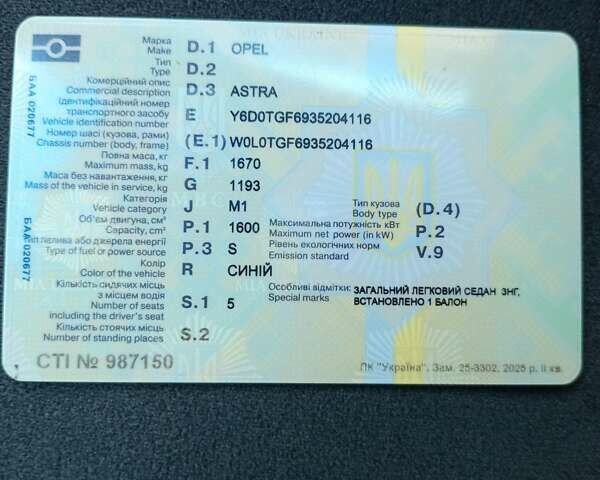 Марка D.1 OPEL
Make
Тип D.2
Type
Комерційний опис
Commercial description D.3 ASTRA
Ідентифікаційний номер
транспортного засобу E Y6D0TGF6935204116
Vehicle identification number
Номер шасі (кузова, рами) (E.1) W0L0TGF6935204116
Chassis number (body, frame)
Повна маса, кг F.1 1670
Maximum mass, kg
Маса без навантаження, кг G 1193
Mass of the vehicle in service, kg
Категорія J M1
Vehicle category
Тип кузова (D.4)
Body type
Об'єм двигуна, см³ P.1 1600
Capacity, cm³
Максимальна потужність кВт P.2
Maximum net power (in kW)
Тип палива або джерела енергії P.3 S
Type of fuel or power source
Рівень екологічних норм V.9
Emission standard
Колір R СИНІЙ
Color of the vehicle
Кількість сидячих місць
з місцем водія S.1 5
Number of seats
including the driver's seat
Особливі відмітки: ЗАГАЛЬНИЙ ЛЕГКОВИЙ СЕДАН ЗНГ,
Special marks ВСТАНОВЛЕНО 1 БАЛОН
Кількість стоячих місць S.2
Number of standing places
СТІ № 987150
ПК "Україна". Зам. 25-3302. 2025 р. II кв.
БАА 020677
БАА 020677